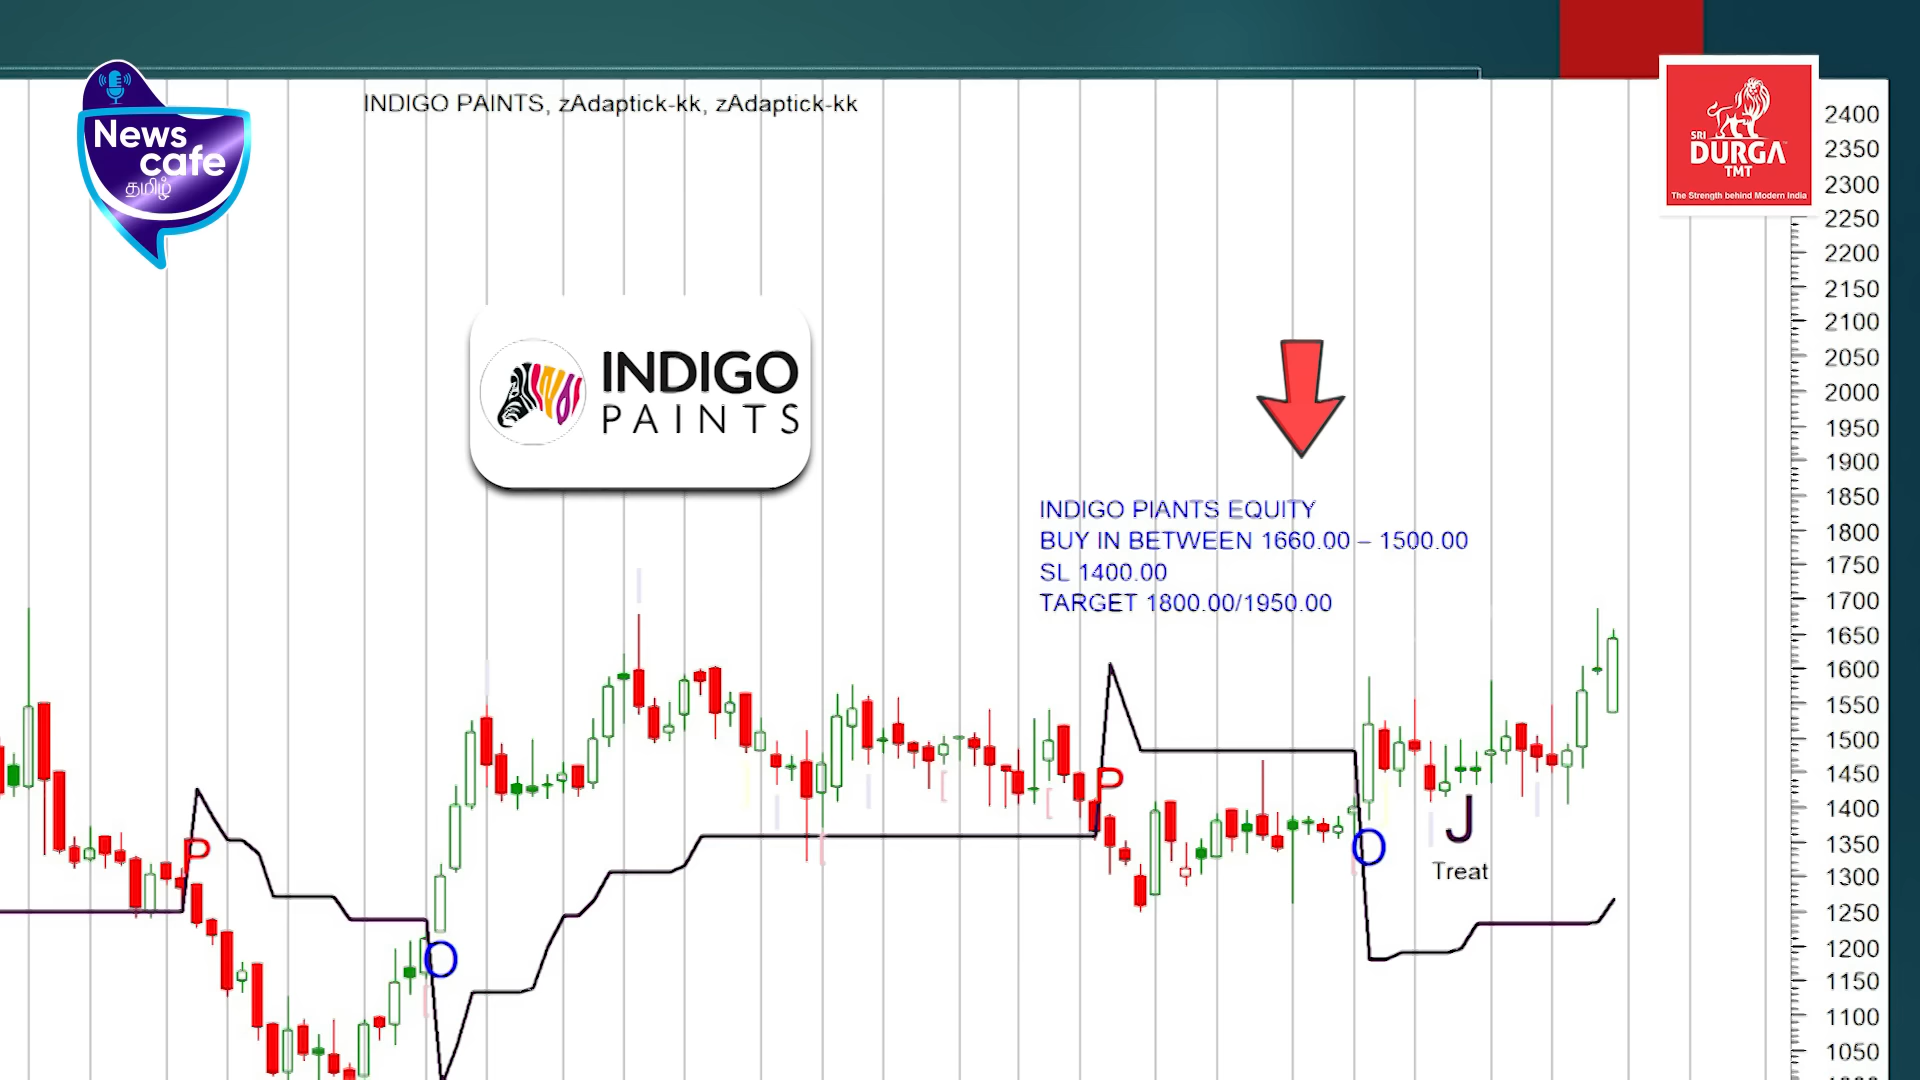 INDIGO PAINTS, zAdaptick-kk, zAdaptick-kk
News
cafe
தமிழ்
SRI
DURGA
TMT
The Strength behind Modern India
INDIGO
PAINTS
INDIGO PIANTS EQUITY
BUY IN BETWEEN 1660.00 – 1500.00
SL 1400.00
TARGET 1800.00/1950.00
P
O
P
O
J
Treat
2400
2350
2300
2250
2200
2150
2100
2050
2000
1950
1900
1850
1800
1750
1700
1650
1600
1550
1500
1450
1400
1350
1300
1250
1200
1150
1100
1050